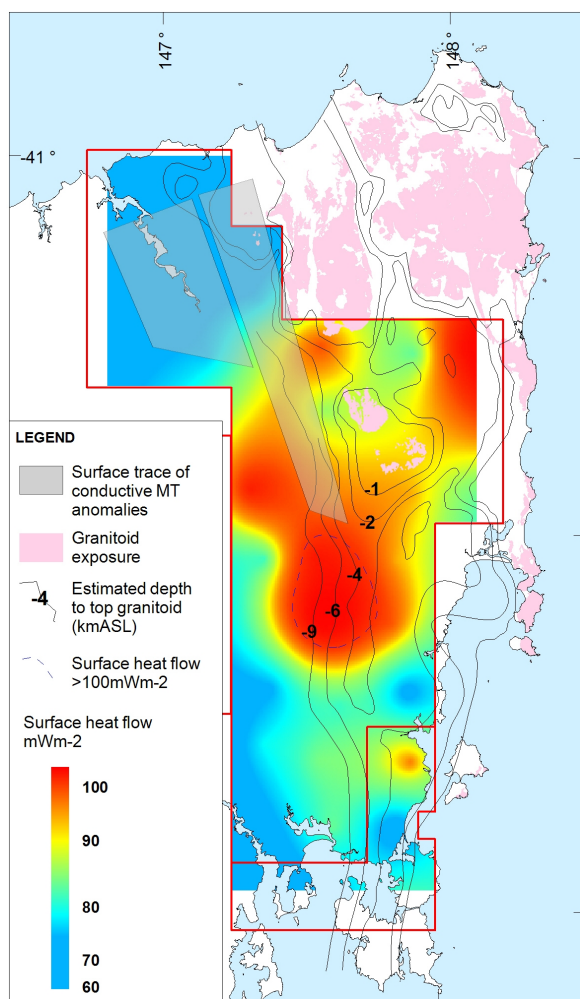 147
148
-41 °
LEGEND
Surface trace of
conductive MT
anomalies
Granitoid
exposure
-4
Estimated depth
to top granitoid
(kmASL)
Surface heat flow
>100mWm-2
Surface heat flow
mWm-2
100
90
80
70
60
-1
-2
-4
-6
-9